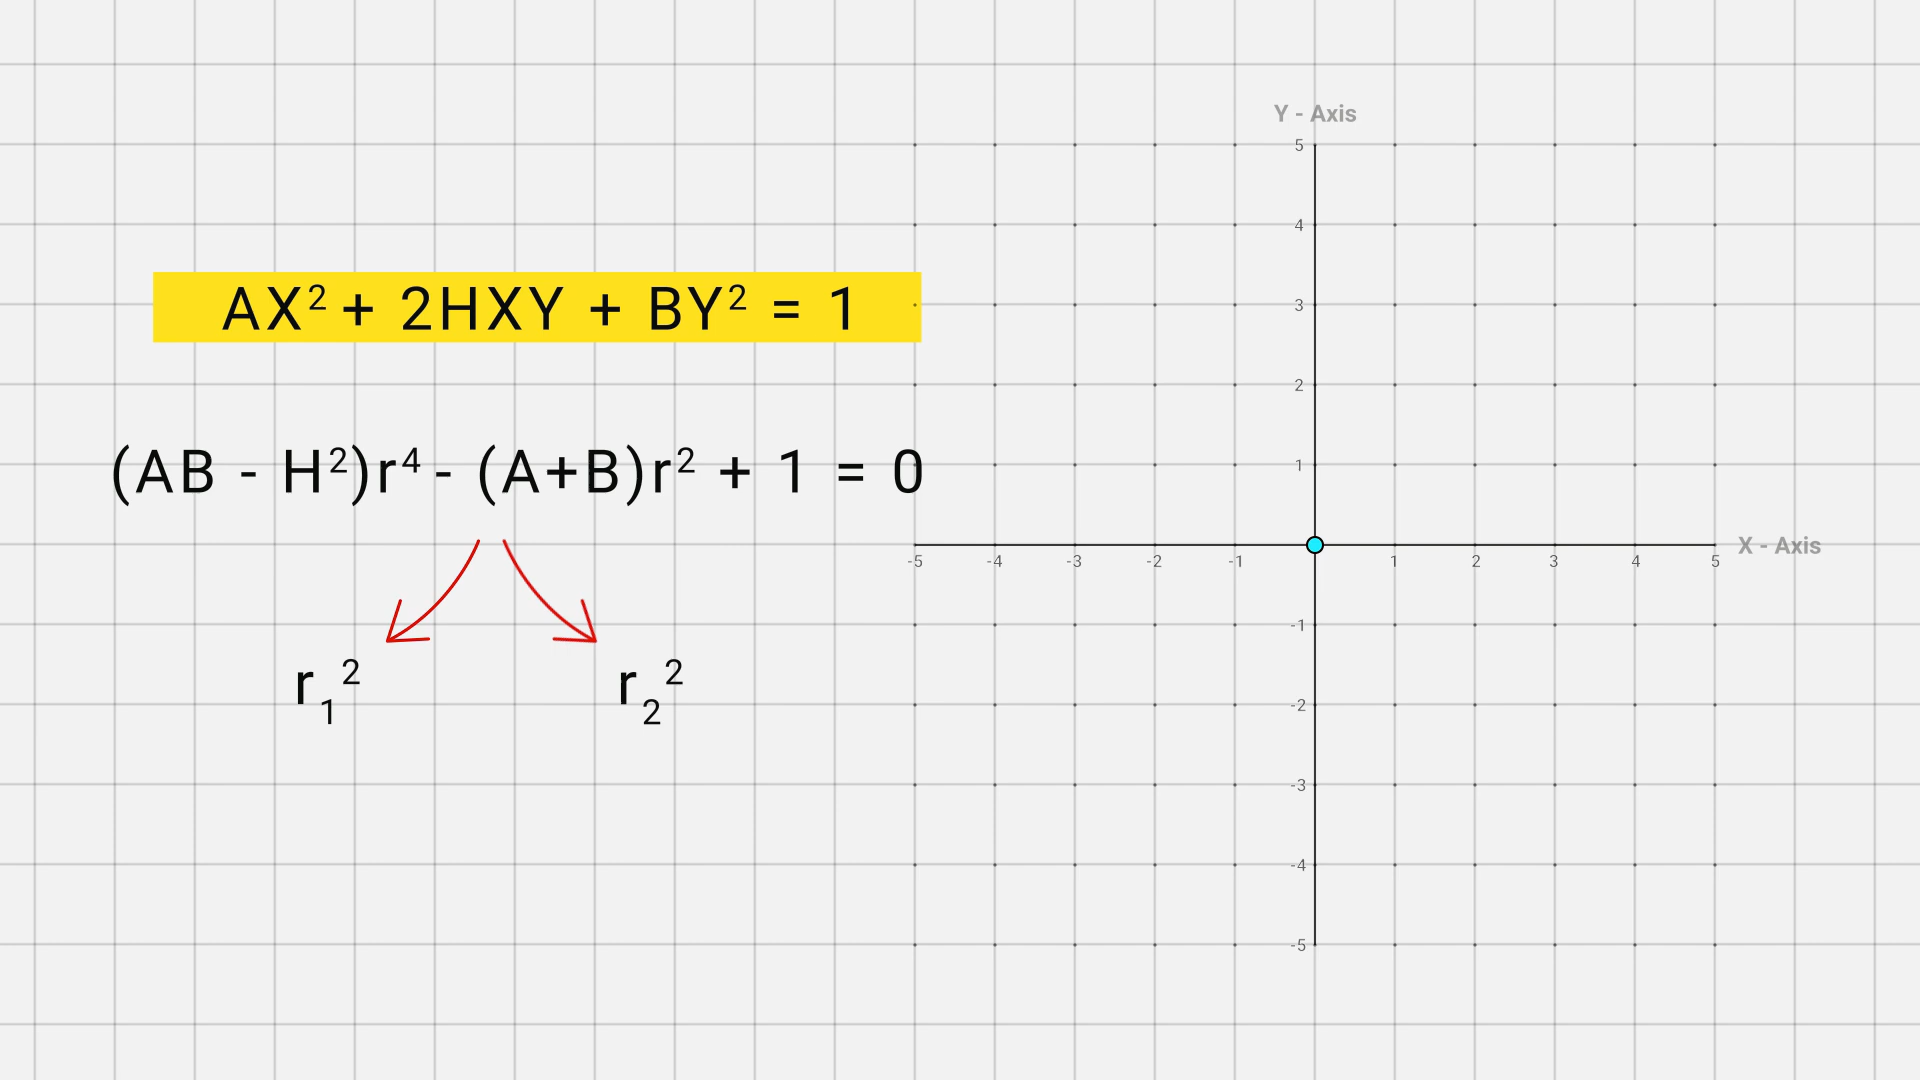 AX² + 2HXY + BY² = 1
(AB - H²)r⁴ - (A+B)r² + 1 = 0
r₁² r₂²
Y - Axis
5
4
3
2
1
-5 -4 -3 -2 -1 1 2 3 4 5 X - Axis
-1
-2
-3
-4
-5